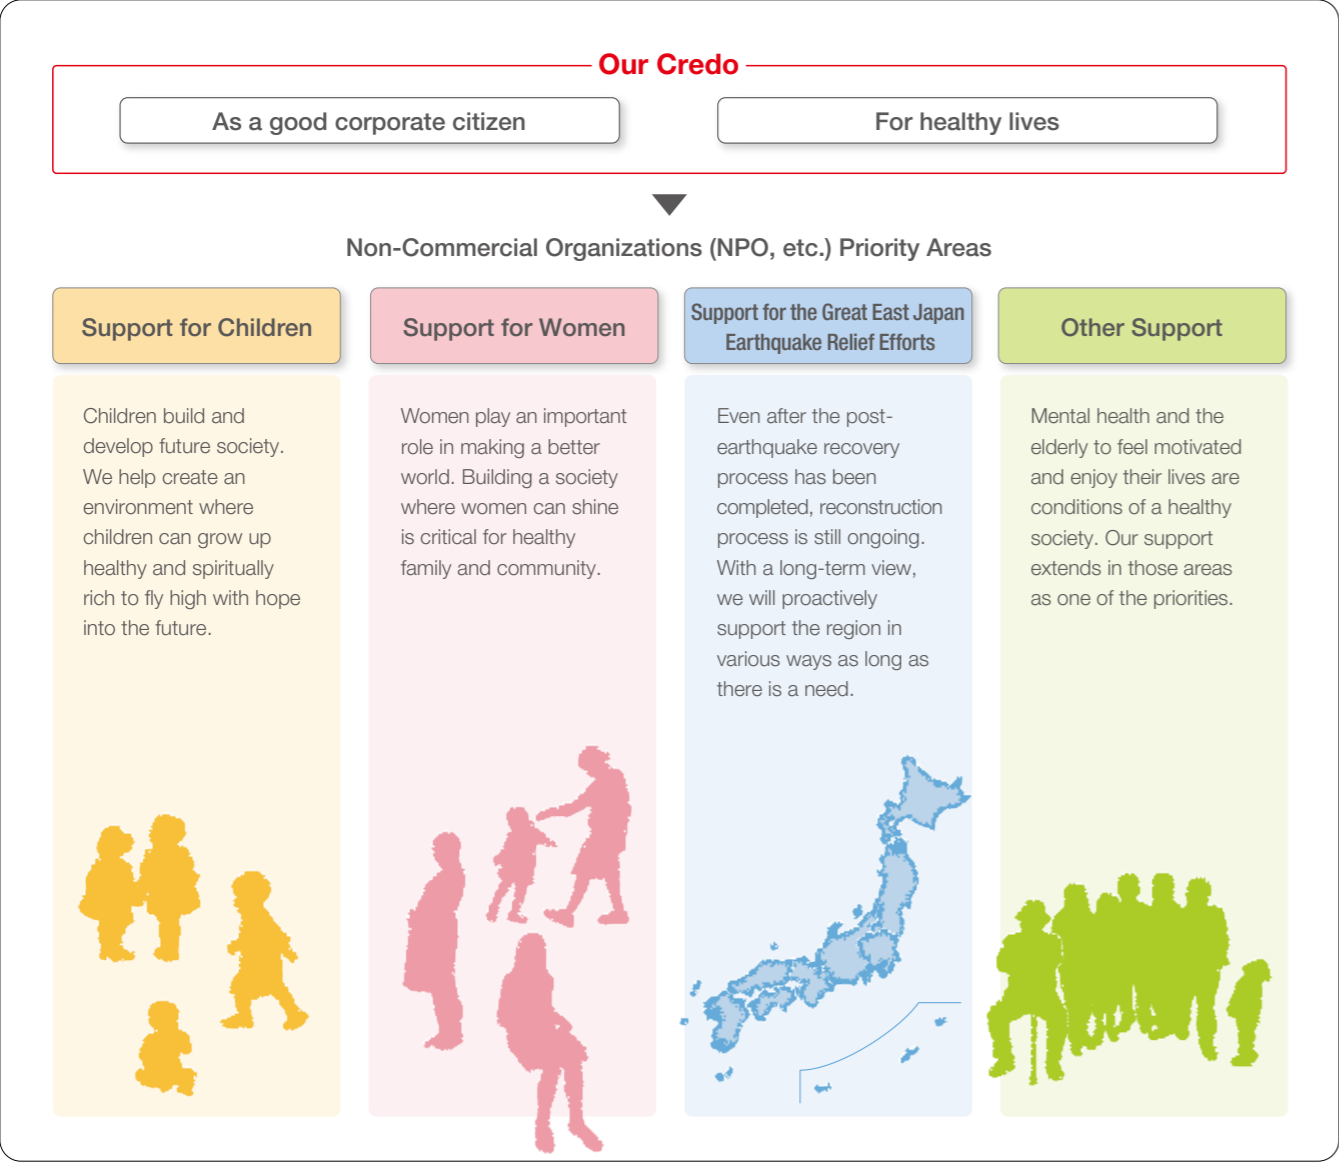 Our Credo
As a good corporate citizen
For healthy lives
Non-Commercial Organizations (NPO, etc.) Priority Areas
Support for Children
Children build and
develop future society.
We help create an
environment where
children can grow up
healthy and spiritually
rich to fly high with hope
into the future.
Support for Women
Women play an important
role in making a better
world. Building a society
where women can shine
is critical for healthy
family and community.
Support for the Great East Japan
Earthquake Relief Efforts
Even after the post-
earthquake recovery
process has been
completed, reconstruction
process is still ongoing.
With a long-term view,
we will proactively
support the region in
various ways as long as
there is a need.
Other Support
Mental health and the
elderly to feel motivated
and enjoy their lives are
conditions of a healthy
society. Our support
extends in those areas
as one of the priorities.